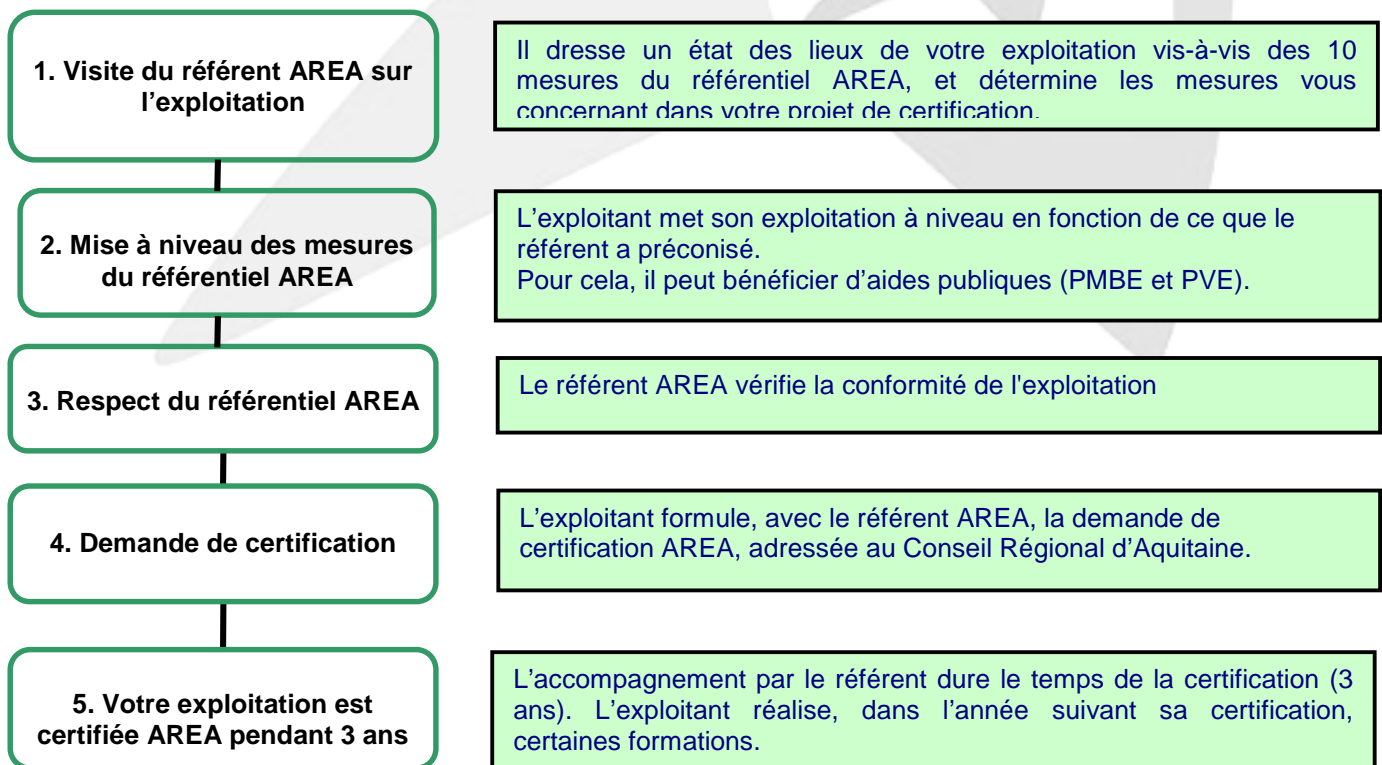 1. Visite du référent AREA sur
l’exploitation
Il dresse un état des lieux de votre exploitation vis-à-vis des 10
mesures du référentiel AREA, et détermine les mesures vous
concernant dans votre projet de certification.
2. Mise à niveau des mesures
du référentiel AREA
L’exploitant met son exploitation à niveau en fonction de ce que le
référent a préconisé.
Pour cela, il peut bénéficier d’aides publiques (PMBE et PVE).
3. Respect du référentiel AREA
Le référent AREA vérifie la conformité de l'exploitation
4. Demande de certification
L’exploitant formule, avec le référent AREA, la demande de
certification AREA, adressée au Conseil Régional d’Aquitaine.
5. Votre exploitation est
certifiée AREA pendant 3 ans
L’accompagnement par le référent dure le temps de la certification (3
ans). L’exploitant réalise, dans l’année suivant sa certification,
certaines formations.